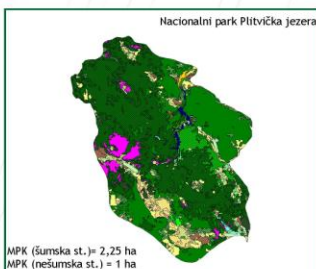 Nacionalni park Plitvička jezera
MPK (šumska st.)= 2,25 ha
MPK (nešumska st.) = 1 ha